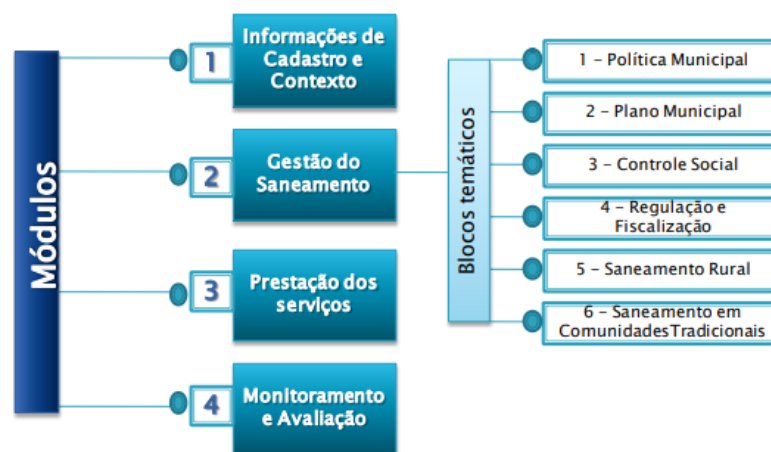 Módulos
1
Informações de
Cadastro e
Contexto
2
Gestão do
Saneamento
3
Prestação dos
serviços
4
Monitoramento
e Avaliação
Blocos temáticos
1 – Política Municipal
2 – Plano Municipal
3 – Controle Social
4 – Regulação e
Fiscalização
5 – Saneamento Rural
6 – Saneamento em
ComunidadesTradicionais